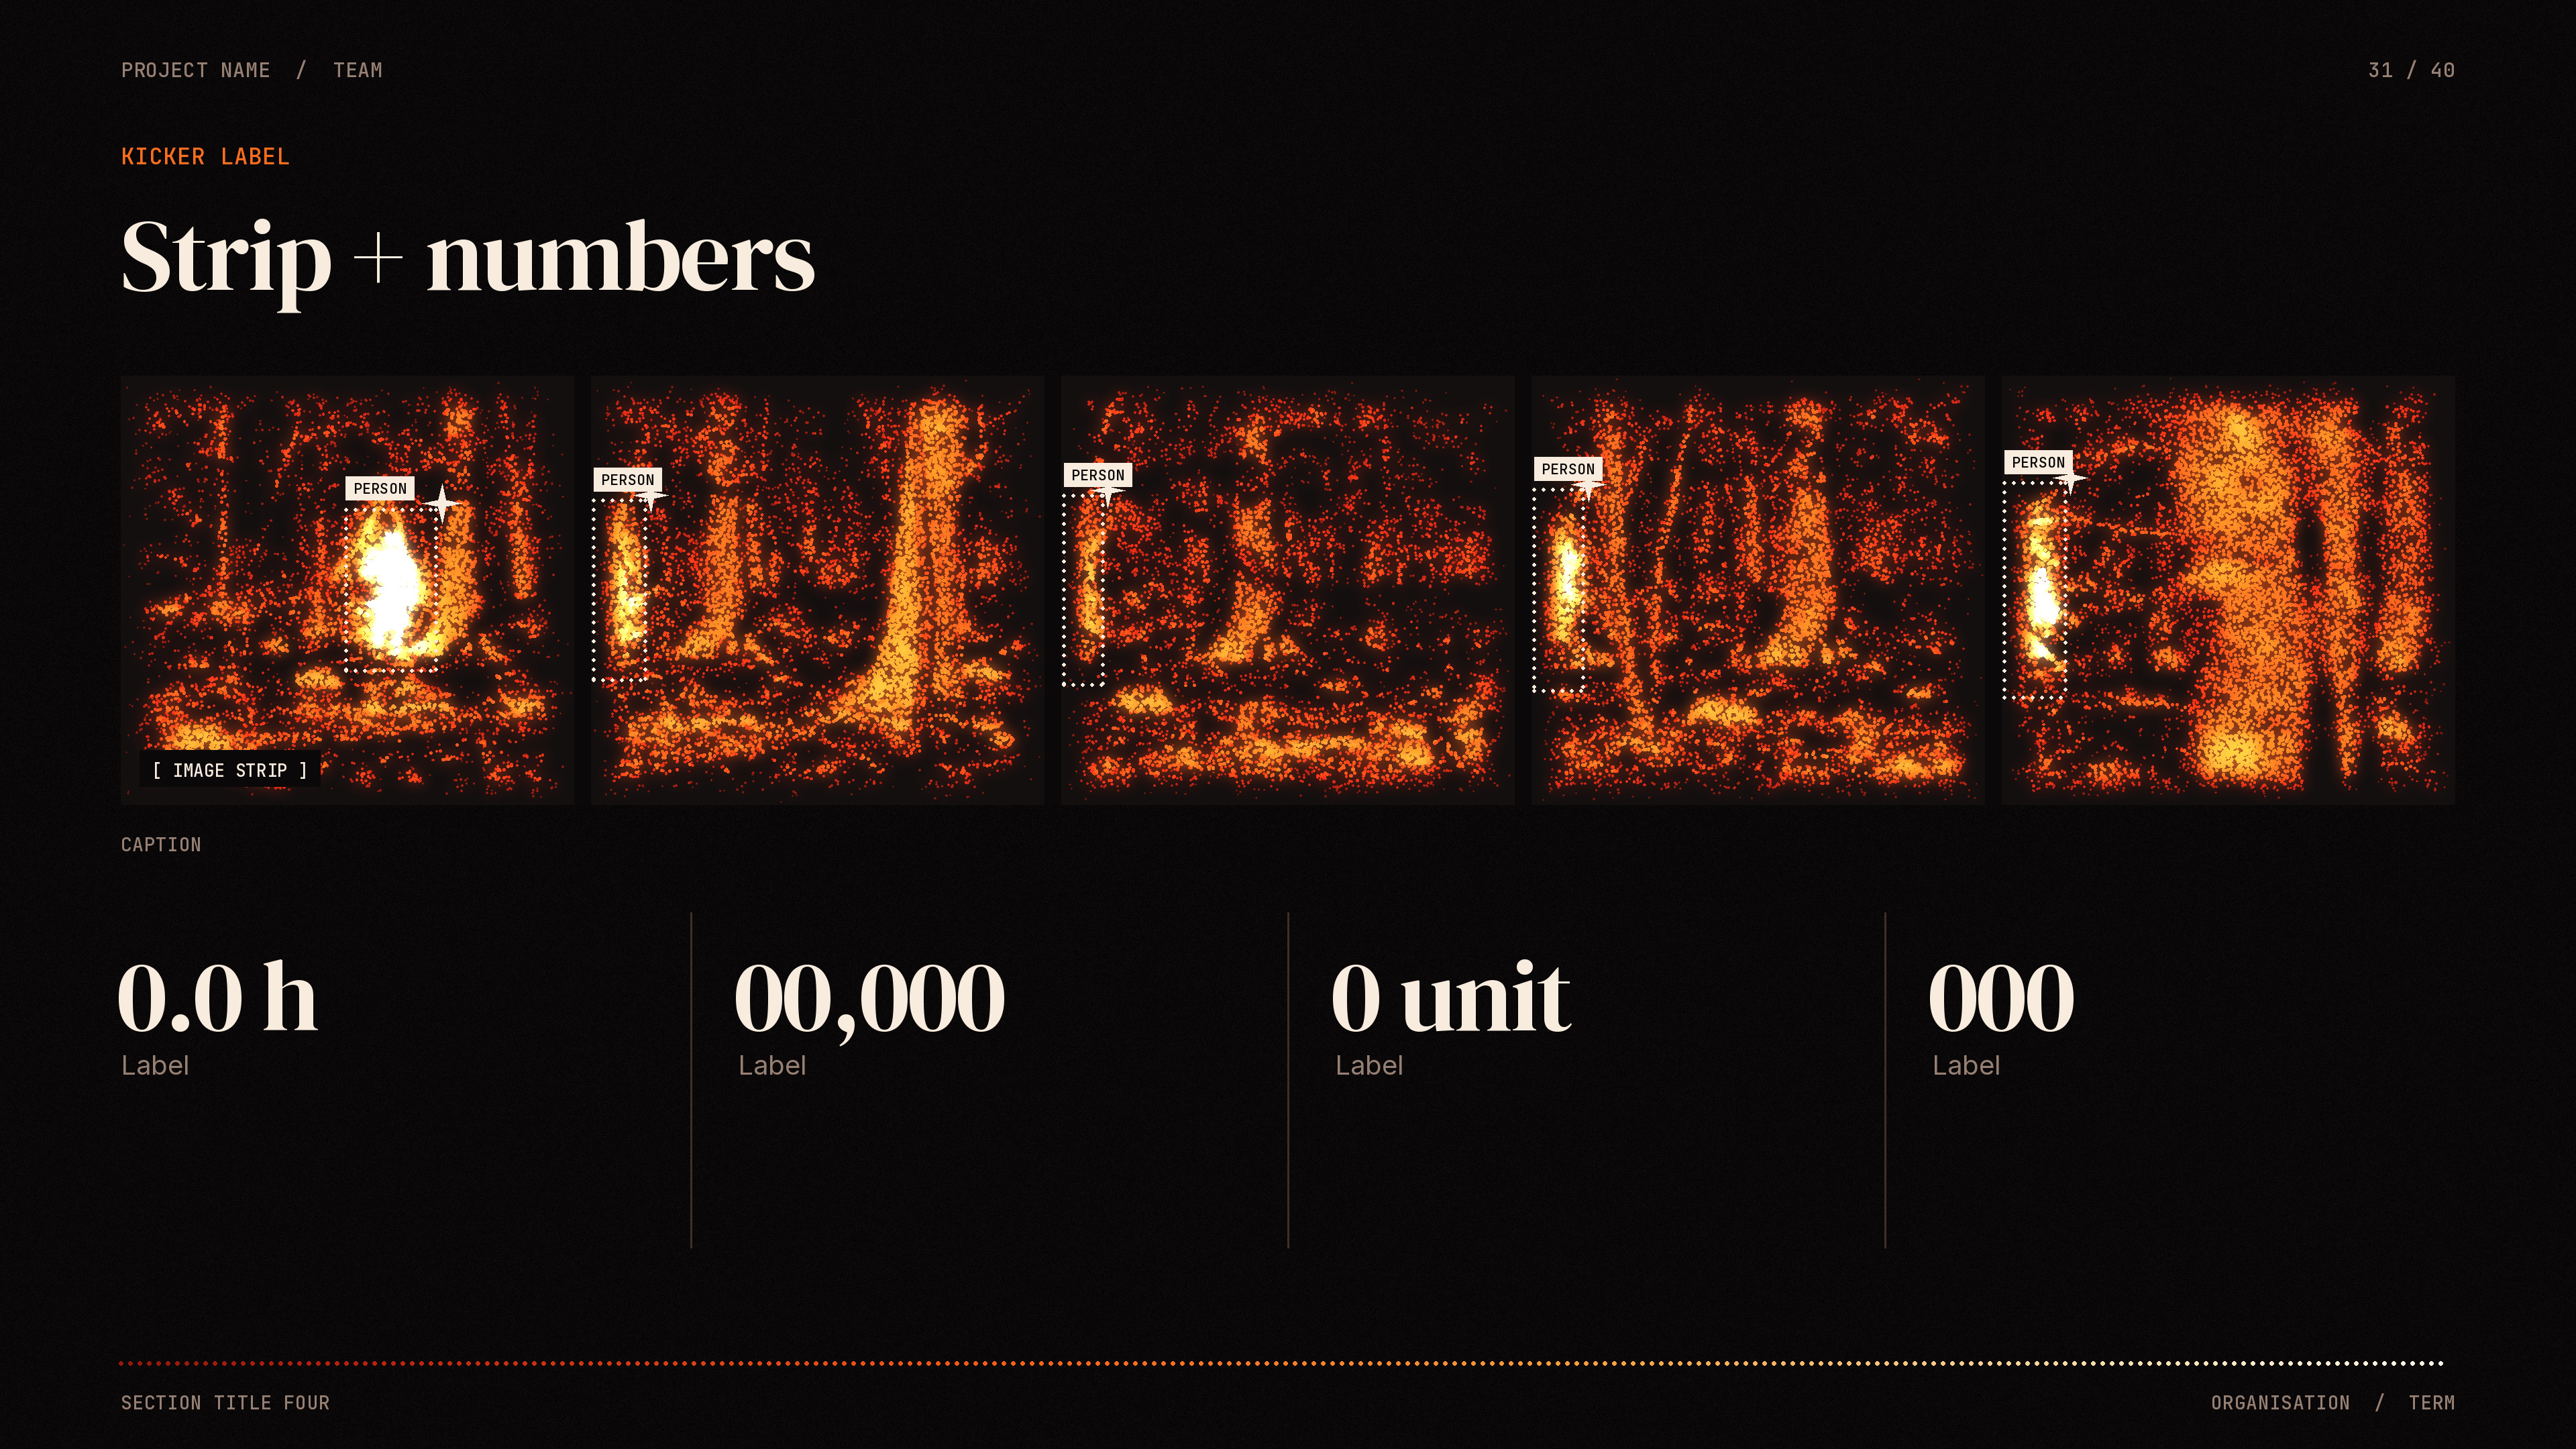 PROJECT NAME / TEAM
31 / 40
KICKER LABEL
Strip + numbers
PERSON
PERSON
PERSON
PERSON
PERSON
[ IMAGE STRIP ]
CAPTION
0.0 h
Label
00,000
Label
0 unit
Label
000
Label
SECTION TITLE FOUR
ORGANISATION / TERM